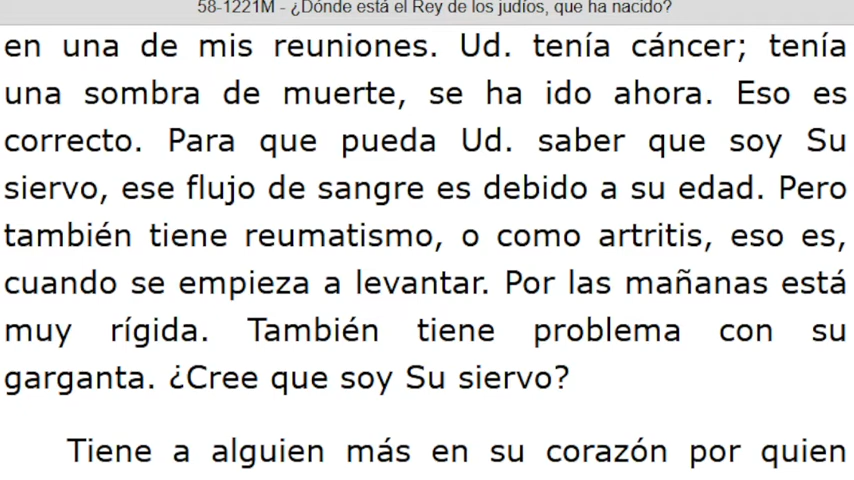 58-1221M - ¿Dónde está el Rey de los judíos, que ha nacido?
en una de mis reuniones. Ud. tenía cáncer; tenía
una sombra de muerte, se ha ido ahora. Eso es
correcto. Para que pueda Ud. saber que soy Su
siervo, ese flujo de sangre es debido a su edad. Pero
también tiene reumatismo, o como artritis, eso es,
cuando se empieza a levantar. Por las mañanas está
muy rígida. También tiene problema con su
garganta. ¿Cree que soy Su siervo?
Tiene a alguien más en su corazón por quien